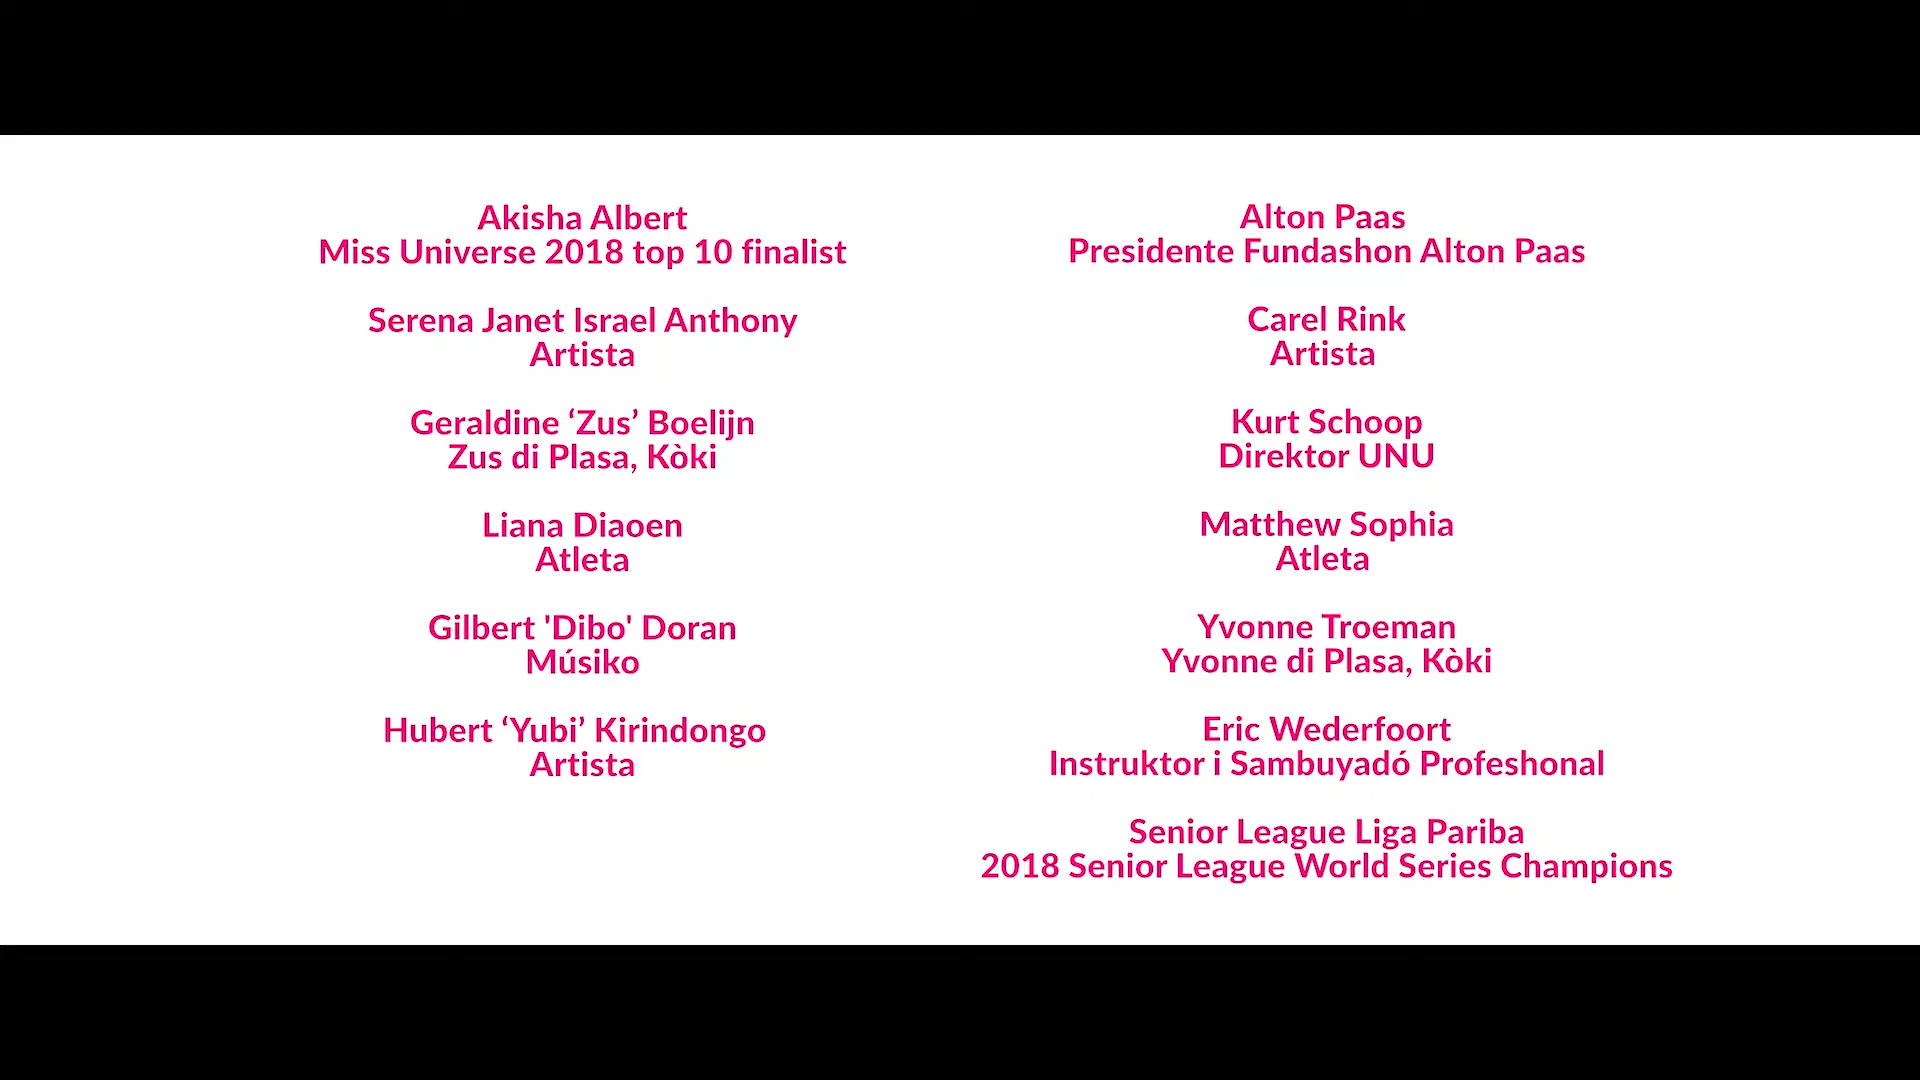 Akisha Albert
Miss Universe 2018 top 10 finalist
Serena Janet Israel Anthony
Artista
Geraldine ‘Zus’ Boelijn
Zus di Plasa, Kòki
Liana Diaoen
Atleta
Gilbert 'Dibo' Doran
Músiko
Hubert ‘Yubi’ Kirindongo
Artista
Alton Paas
Presidente Fundashon Alton Paas
Carel Rink
Artista
Kurt Schoop
Direktor UNU
Matthew Sophia
Atleta
Yvonne Troeman
Yvonne di Plasa, Kòki
Eric Wederfoort
Instruktor i Sambuyadó Profeshonal
Senior League Liga Pariba
2018 Senior League World Series Champions